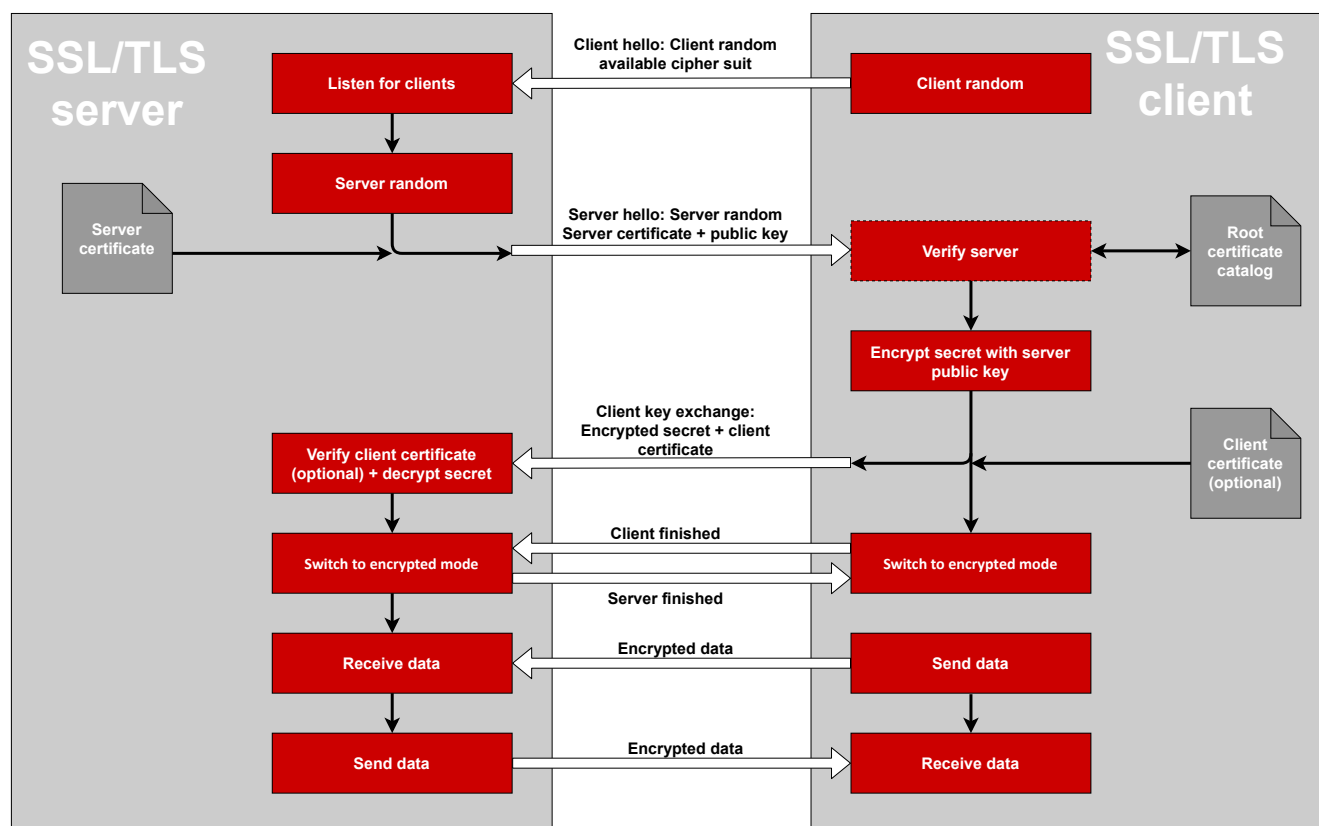 SSL/TLS
server
SSL/TLS
client
Client hello: Client random
available cipher suit
Listen for clients
Client random
Server random
Server
certificate
Server hello: Server random
Server certificate + public key
Verify server
Root
certificate
catalog
Encrypt secret with server
public key
Client key exchange:
Encrypted secret + client
certificate
Verify client certificate
(optional) + decrypt secret
Client
certificate
(optional)
Client finished
Switch to encrypted mode
Switch to encrypted mode
Server finished
Encrypted data
Receive data
Send data
Encrypted data
Send data
Receive data